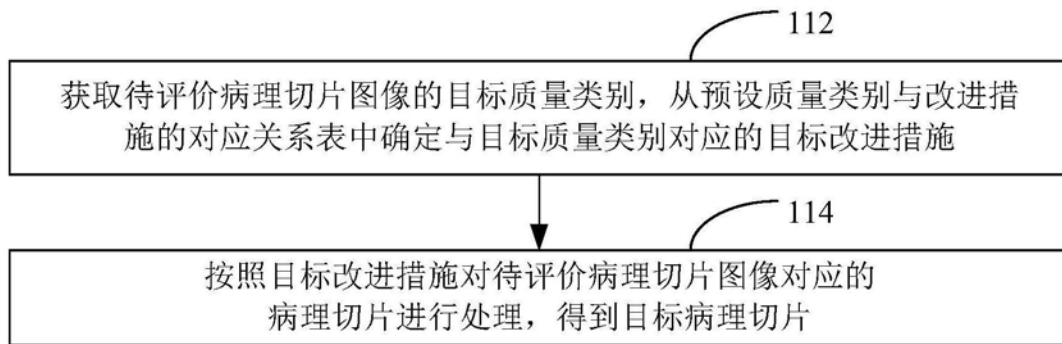 112
获取待评价病理切片图像的目标质量类别，从预设质量类别与改进措
施的对应关系表中确定与目标质量类别对应的目标改进措施
114
按照目标改进措施对待评价病理切片图像对应的
病理切片进行处理，得到目标病理切片